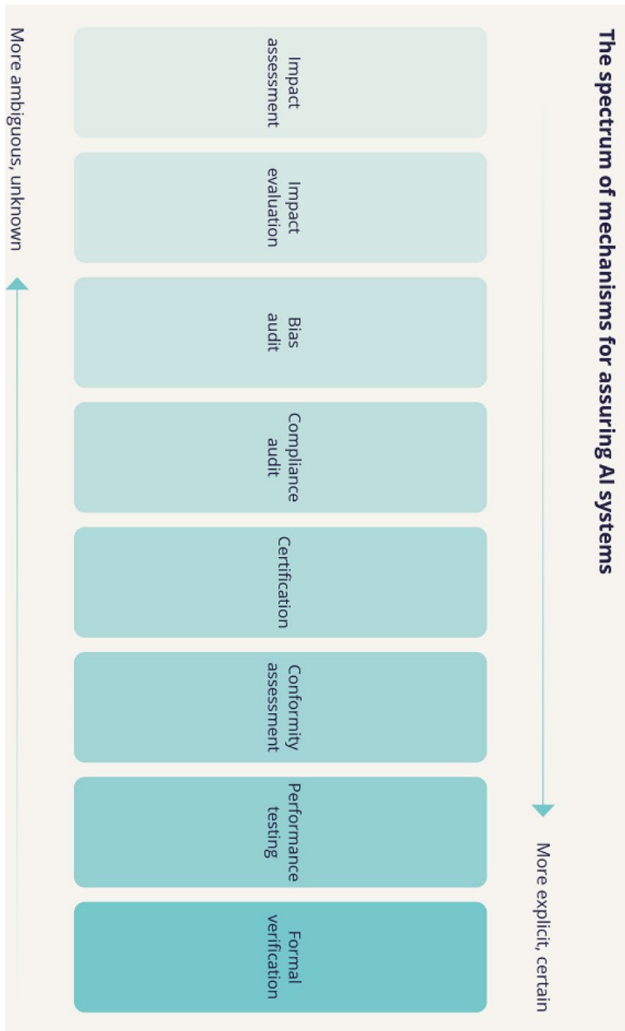 The spectrum of mechanisms for assuring AI systems
More explicit, certain
Impact
assessment
Impact
evaluation
Bias
audit
Compliance
audit
Certification
Conformity
assessment
Performance
testing
Formal
verification
More ambiguous, unknown